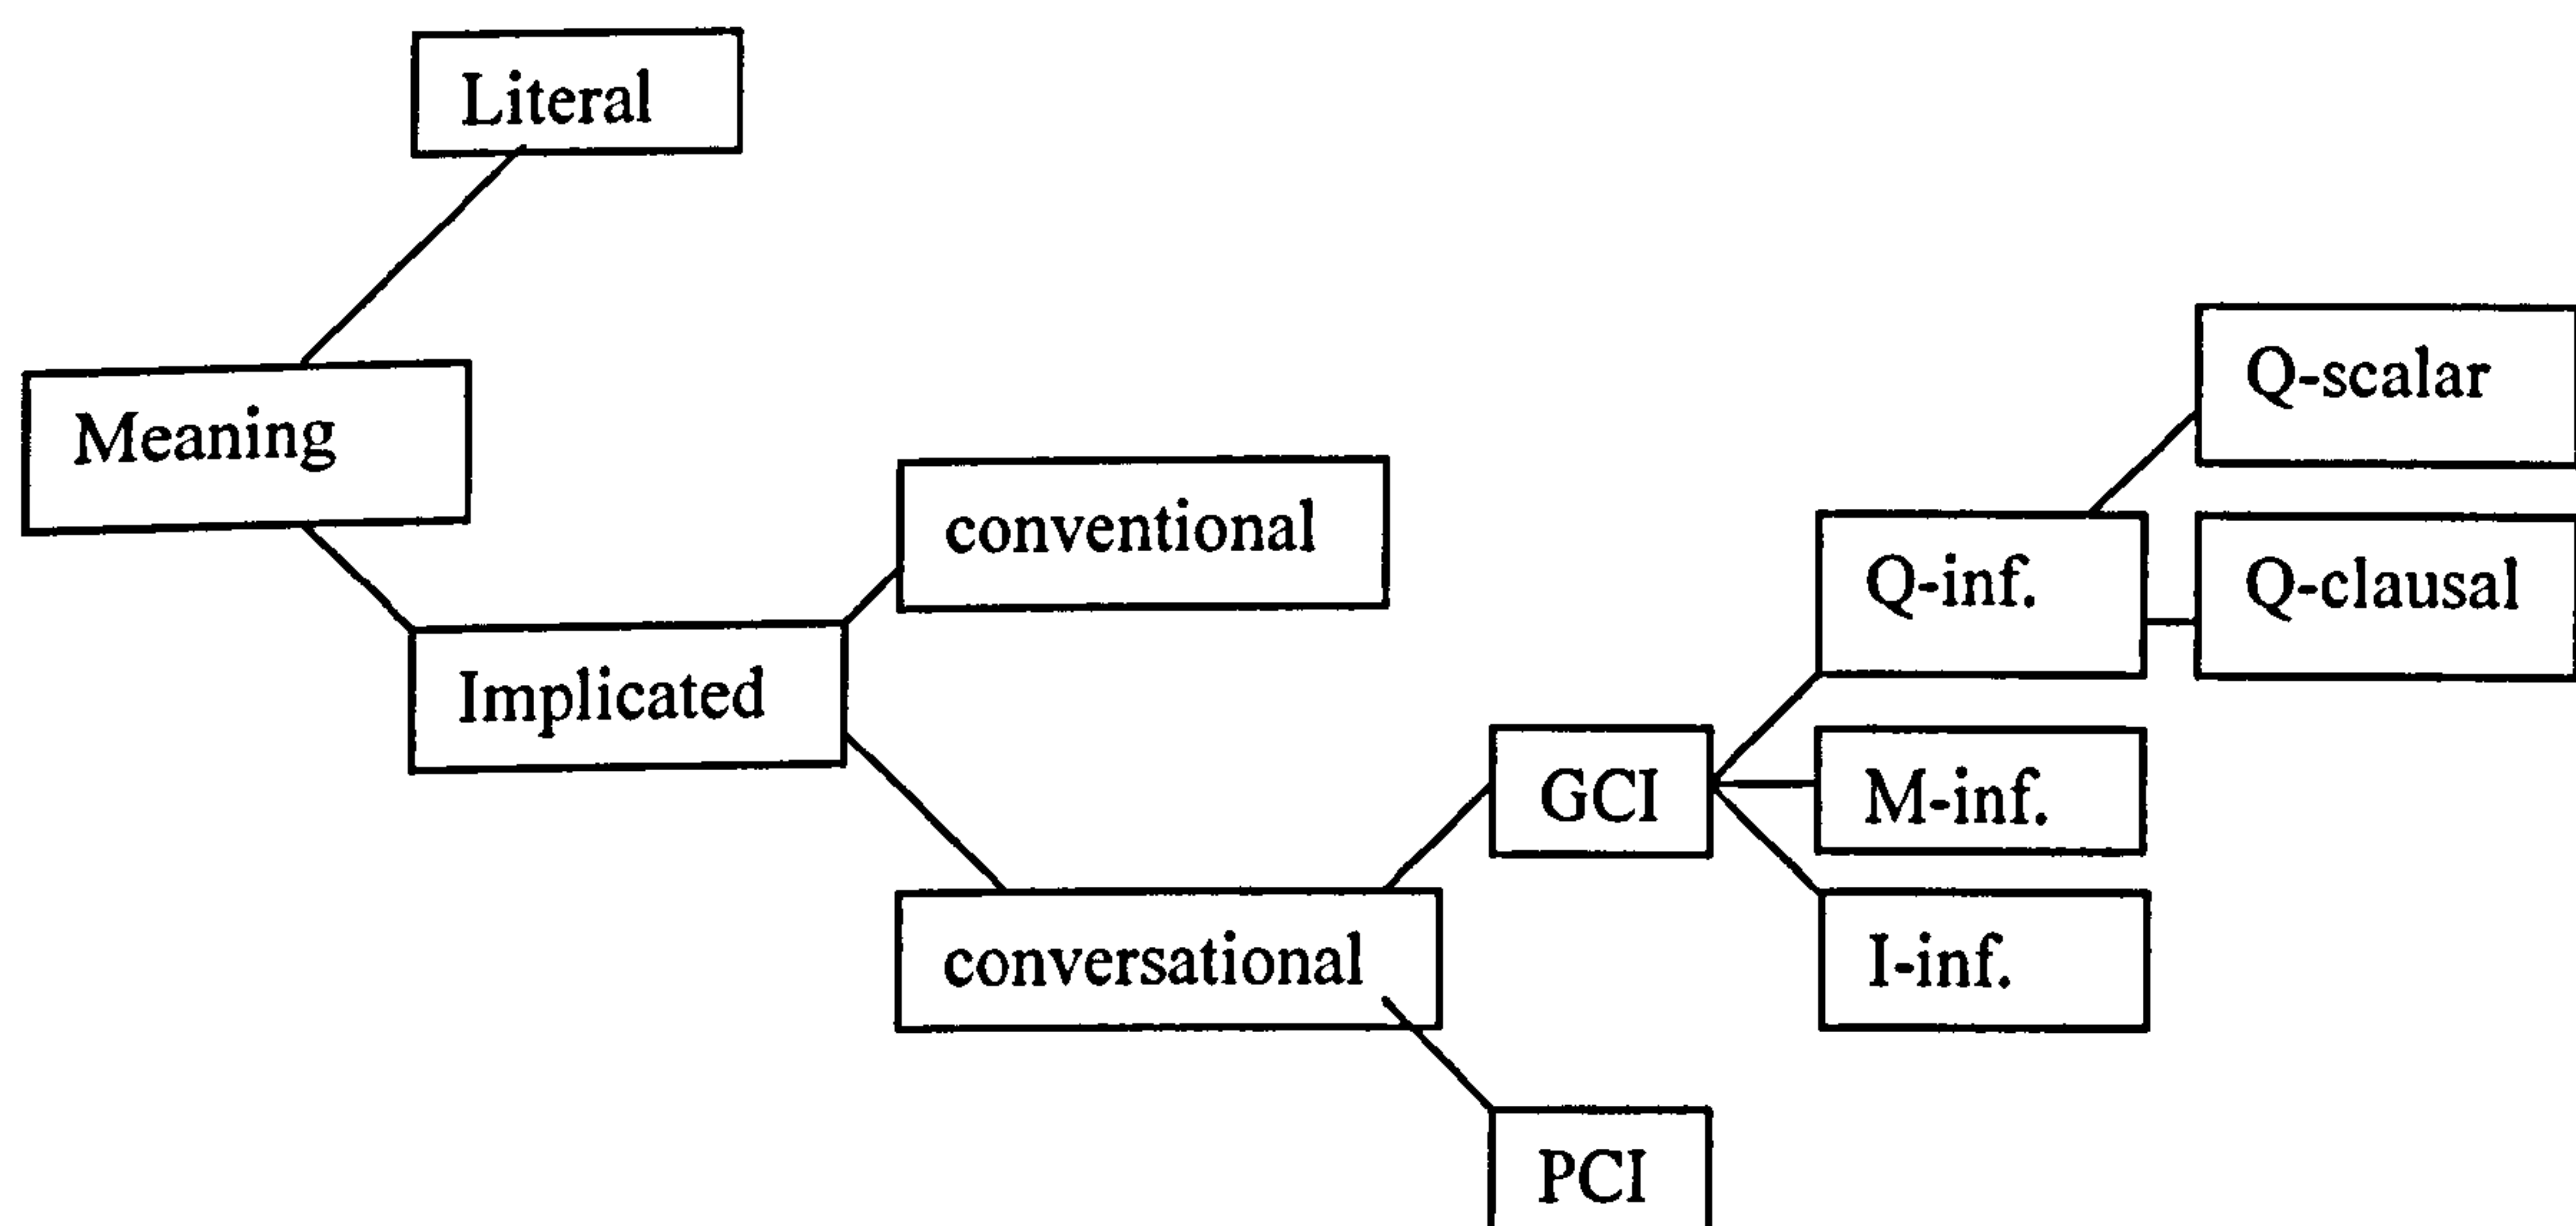 Literal
Meaning
Implicated
conventional
conversational
GCI
PCI
Q-inf.
M-inf.
I-inf.
Q-scalar
Q-clausal